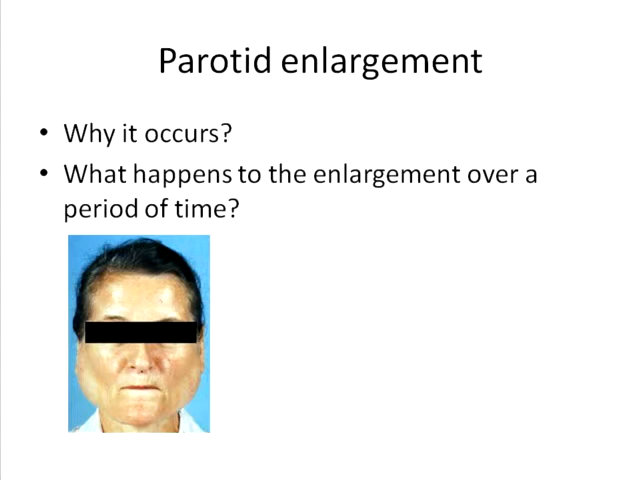 Parotid enlargement
• Why it occurs?
• What happens to the enlargement over a
period of time?